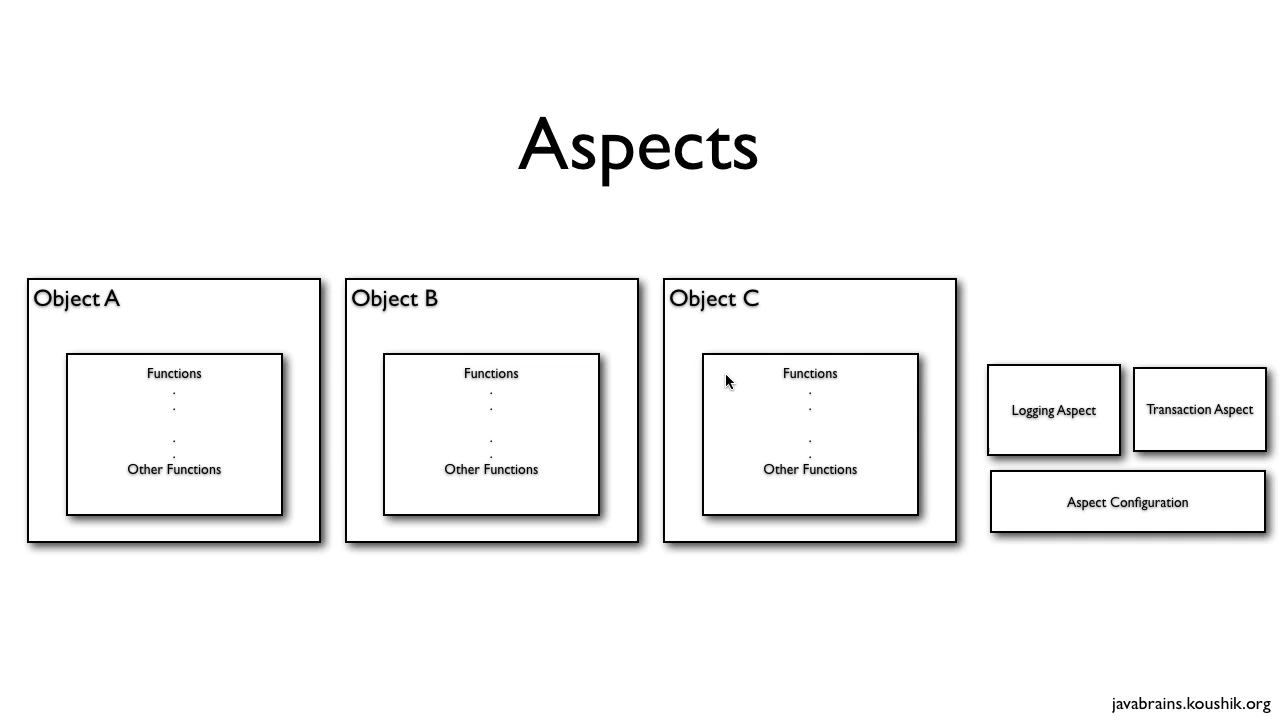 Aspects
Object A
Functions
.
.
.
.
Other Functions
Object B
Functions
.
.
.
.
Other Functions
Object C
Functions
.
.
.
.
Other Functions
Logging Aspect
Transaction Aspect
Aspect Configuration
javabrains.koushik.org